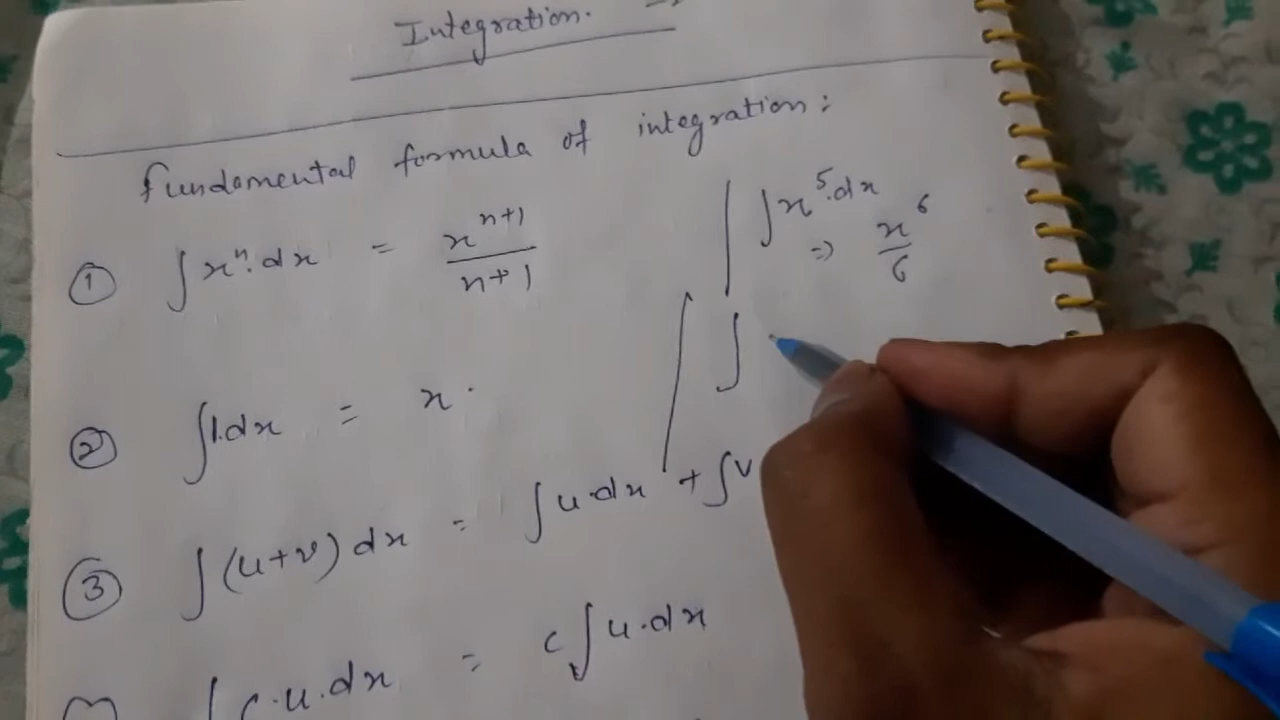 Integration. →
Fundamental formula of integration:
① ∫xⁿ·dx = xⁿ⁺¹/n+1
∫x⁵·dx
⇒ x⁶/6
② ∫1·dx = x.
∫
③ ∫(u+v)dx = ∫u·dx + ∫v
∫c·u·dx = c∫u·dx